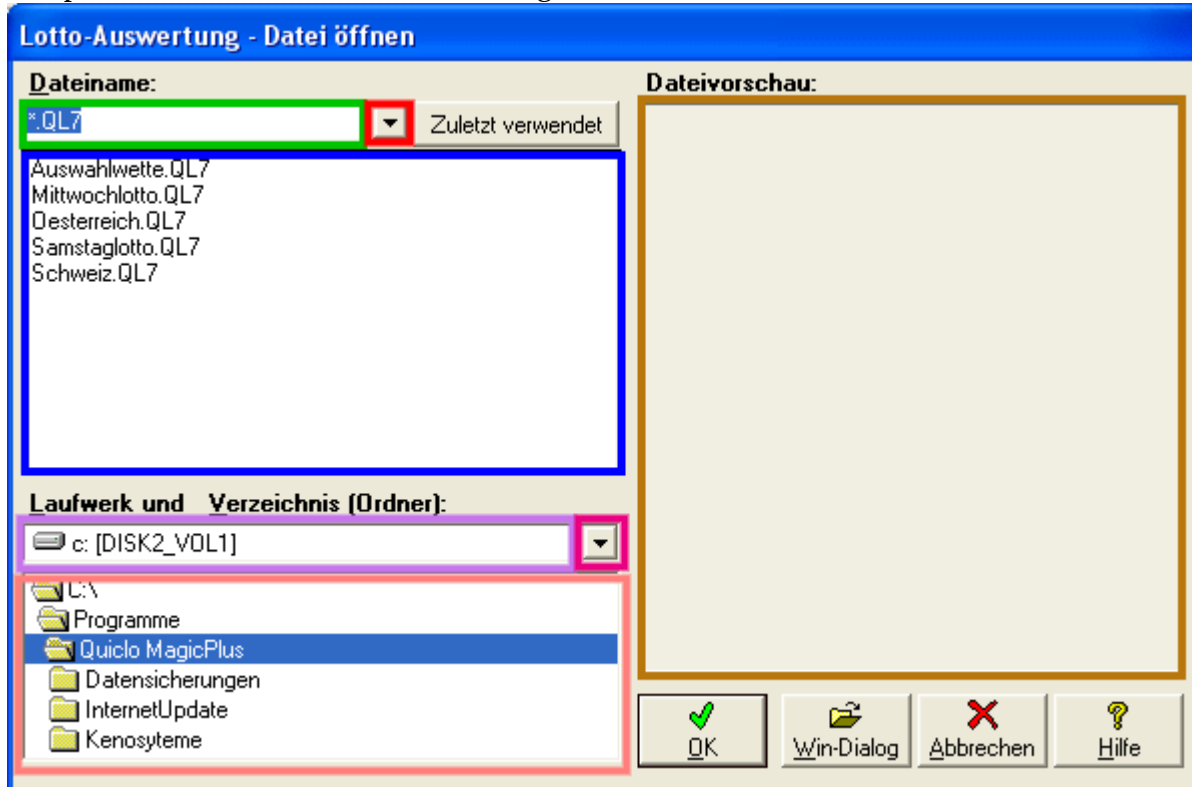 Lotto-Auswertung - Datei öffnen
Dateiname:
*.QL7
Zuletzt verwendet
Auswahlwette.QL7
Mittwochlotto.QL7
Oesterreich.QL7
Samstaglotto.QL7
Schweiz.QL7
Laufwerk und Verzeichnis (Ordner):
c: [DISK2_VOL1]
C:\
Programme
Quiclo MagicPlus
Datensicherungen
InternetUpdate
Kenosyteme
Dateivorschau:
OK
Win-Dialog
Abbrechen
Hilfe